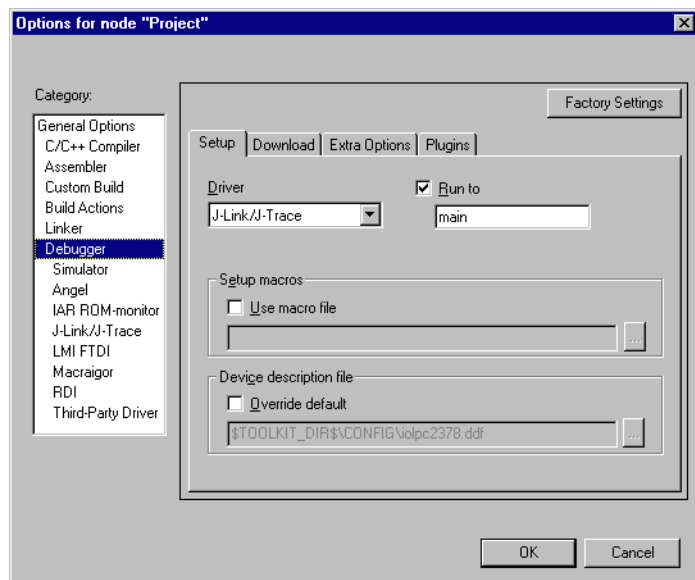 Options for node "Project"
Category:
Factory Settings
General Options
C/C++ Compiler
Assembler
Custom Build
Build Actions
Linker
Debugger
Simulator
Angel
IAR ROM-monitor
J-Link/J-Trace
LMI FTDI
Macraigor
RDI
Third-Party Driver
Setup
Download
Extra Options
Plugins
Driver
Run to
J-Link/J-Trace
main
Setup macros
Use macro file
...
Device description file
Override default
$TOOLKIT_DIR$\CONFIG\iolpc2378.ddf
...
OK
Cancel